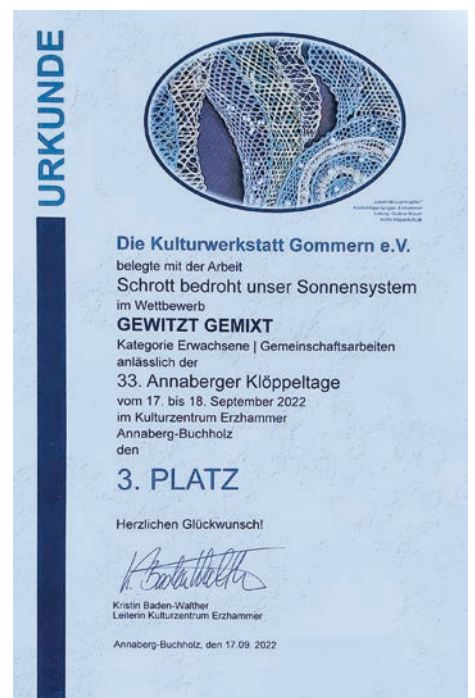 URKUNDE
Die Kulturwerkstatt Gommern e.V.
belegte mit der Arbeit
Schrott bedroht unser Sonnensystem
im Wettbewerb
GEWITZT GEMIXT
Kategorie Erwachsene | Gemeinschaftsarbeiten
anlässlich der
33. Annaberger Klöppeltage
vom 17. bis 18. September 2022
im Kulturzentrum Erzhammer
Annaberg-Buchholz
den
3. PLATZ
Herzlichen Glückwunsch!
Kristin Baden-Walther
Leiterin Kulturzentrum Erzhammer
Annaberg-Buchholz, den 17.09. 2022